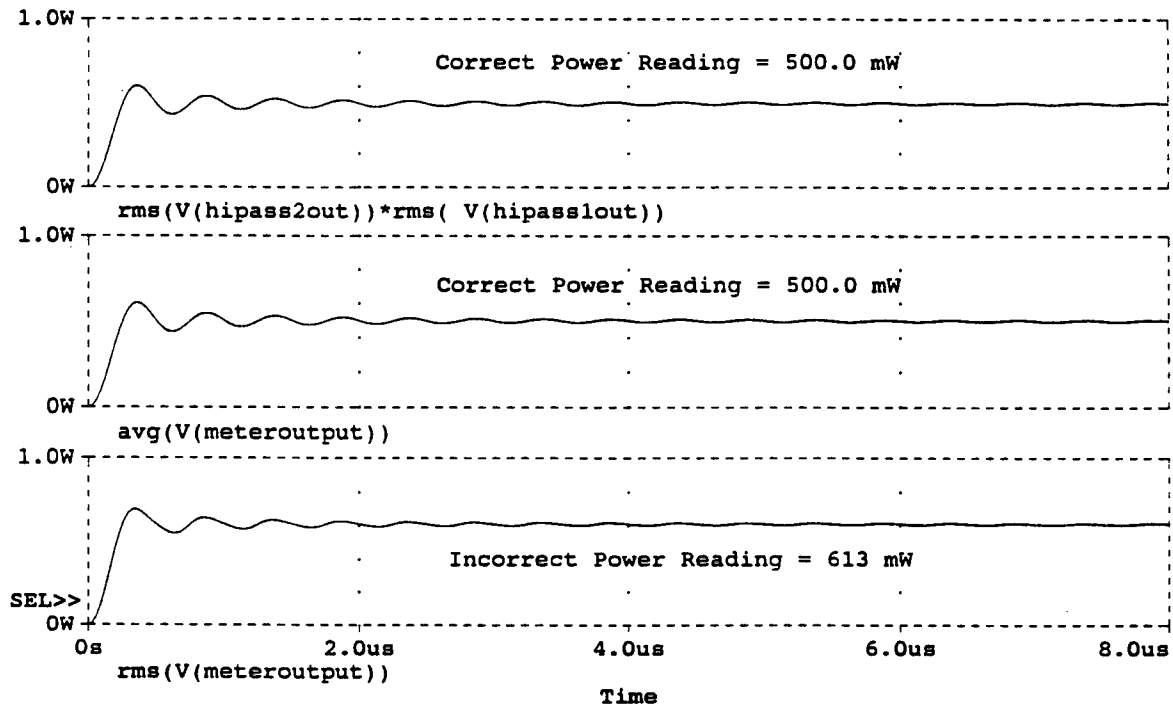 1.0W
Correct Power Reading = 500.0 mW
0W
rms(V(hipass2out))*rms( V(hipass1out))
1.0W
Correct Power Reading = 500.0 mW
0W
avg(V(meteroutput))
1.0W
Incorrect Power Reading = 613 mW
SEL>>
0W
0s 2.0us 4.0us 6.0us 8.0us
rms(V(meteroutput))
Time